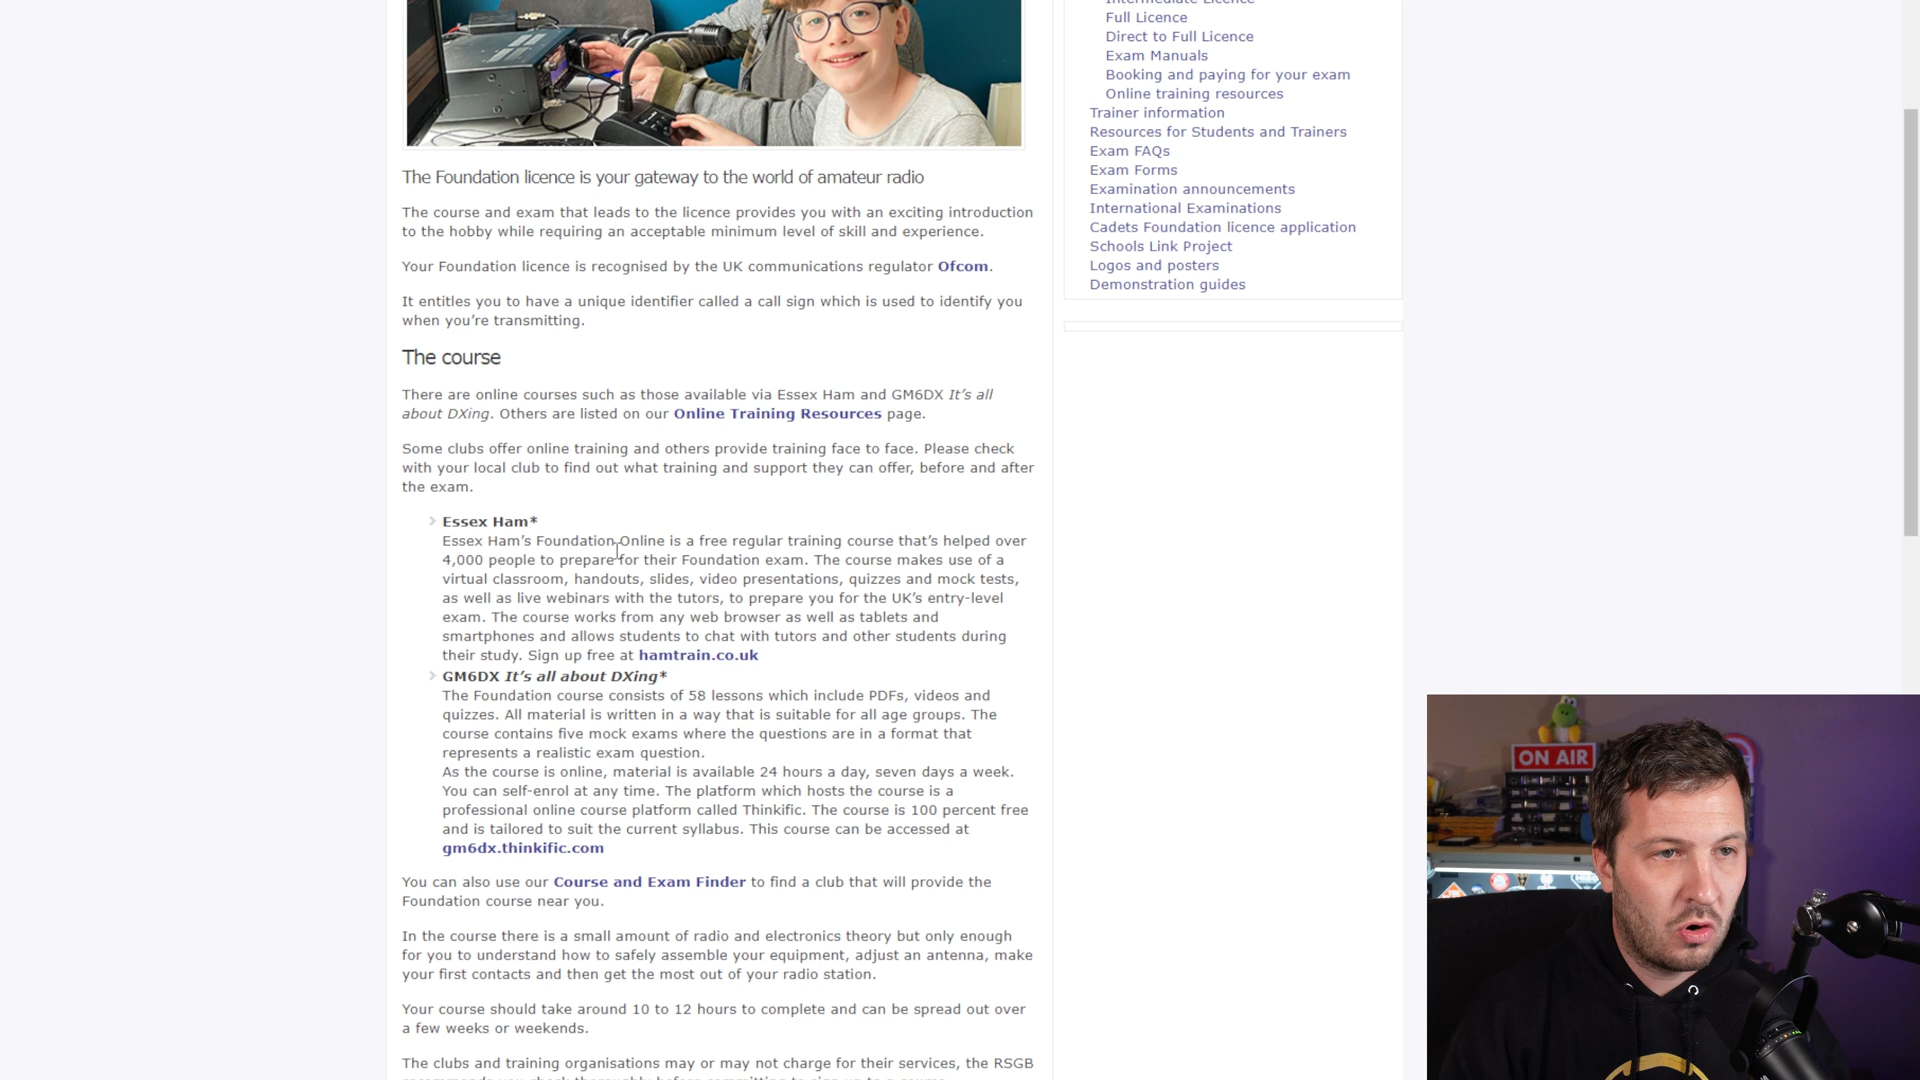 The Foundation licence is your gateway to the world of amateur radio
The course and exam that leads to the licence provides you with an exciting introduction
to the hobby while requiring an acceptable minimum level of skill and experience.
Your Foundation licence is recognised by the UK communications regulator Ofcom.
It entitles you to have a unique identifier called a call sign which is used to identify you
when you’re transmitting.
The course
There are online courses such as those available via Essex Ham and GM6DX It’s all
about DXing. Others are listed on our Online Training Resources page.
Some clubs offer online training and others provide training face to face. Please check
with your local club to find out what training and support they can offer, before and after
the exam.
Essex Ham*
Essex Ham’s Foundation Online is a free regular training course that’s helped over
4,000 people to prepare for their Foundation exam. The course makes use of a
virtual classroom, handouts, slides, video presentations, quizzes and mock tests,
as well as live webinars with the tutors, to prepare you for the UK’s entry-level
exam. The course works from any web browser as well as tablets and
smartphones and allows students to chat with tutors and other students during
their study. Sign up free at hamtrain.co.uk
GM6DX It’s all about DXing*
The Foundation course consists of 58 lessons which include PDFs, videos and
quizzes. All material is written in a way that is suitable for all age groups. The
course contains five mock exams where the questions are in a format that
represents a realistic exam question.
As the course is online, material is available 24 hours a day, seven days a week.
You can self-enrol at any time. The platform which hosts the course is a
professional online course platform called Thinkific. The course is 100 percent free
and is tailored to suit the current syllabus. This course can be accessed at
gm6dx.thinkific.com
You can also use our Course and Exam Finder to find a club that will provide the
Foundation course near you.
In the course there is a small amount of radio and electronics theory but only enough
for you to understand how to safely assemble your equipment, adjust an antenna, make
your first contacts and then get the most out of your radio station.
Your course should take around 10 to 12 hours to complete and can be spread out over
a few weeks or weekends.
The clubs and training organisations may or may not charge for their services, the RSGB
recommends you check thoroughly before committing to sign up to a course.
Intermediate Licence
Full Licence
Direct to Full Licence
Exam Manuals
Booking and paying for your exam
Online training resources
Trainer information
Resources for Students and Trainers
Exam FAQs
Exam Forms
Examination announcements
International Examinations
Cadets Foundation licence application
Schools Link Project
Logos and posters
Demonstration guides
ON AIR